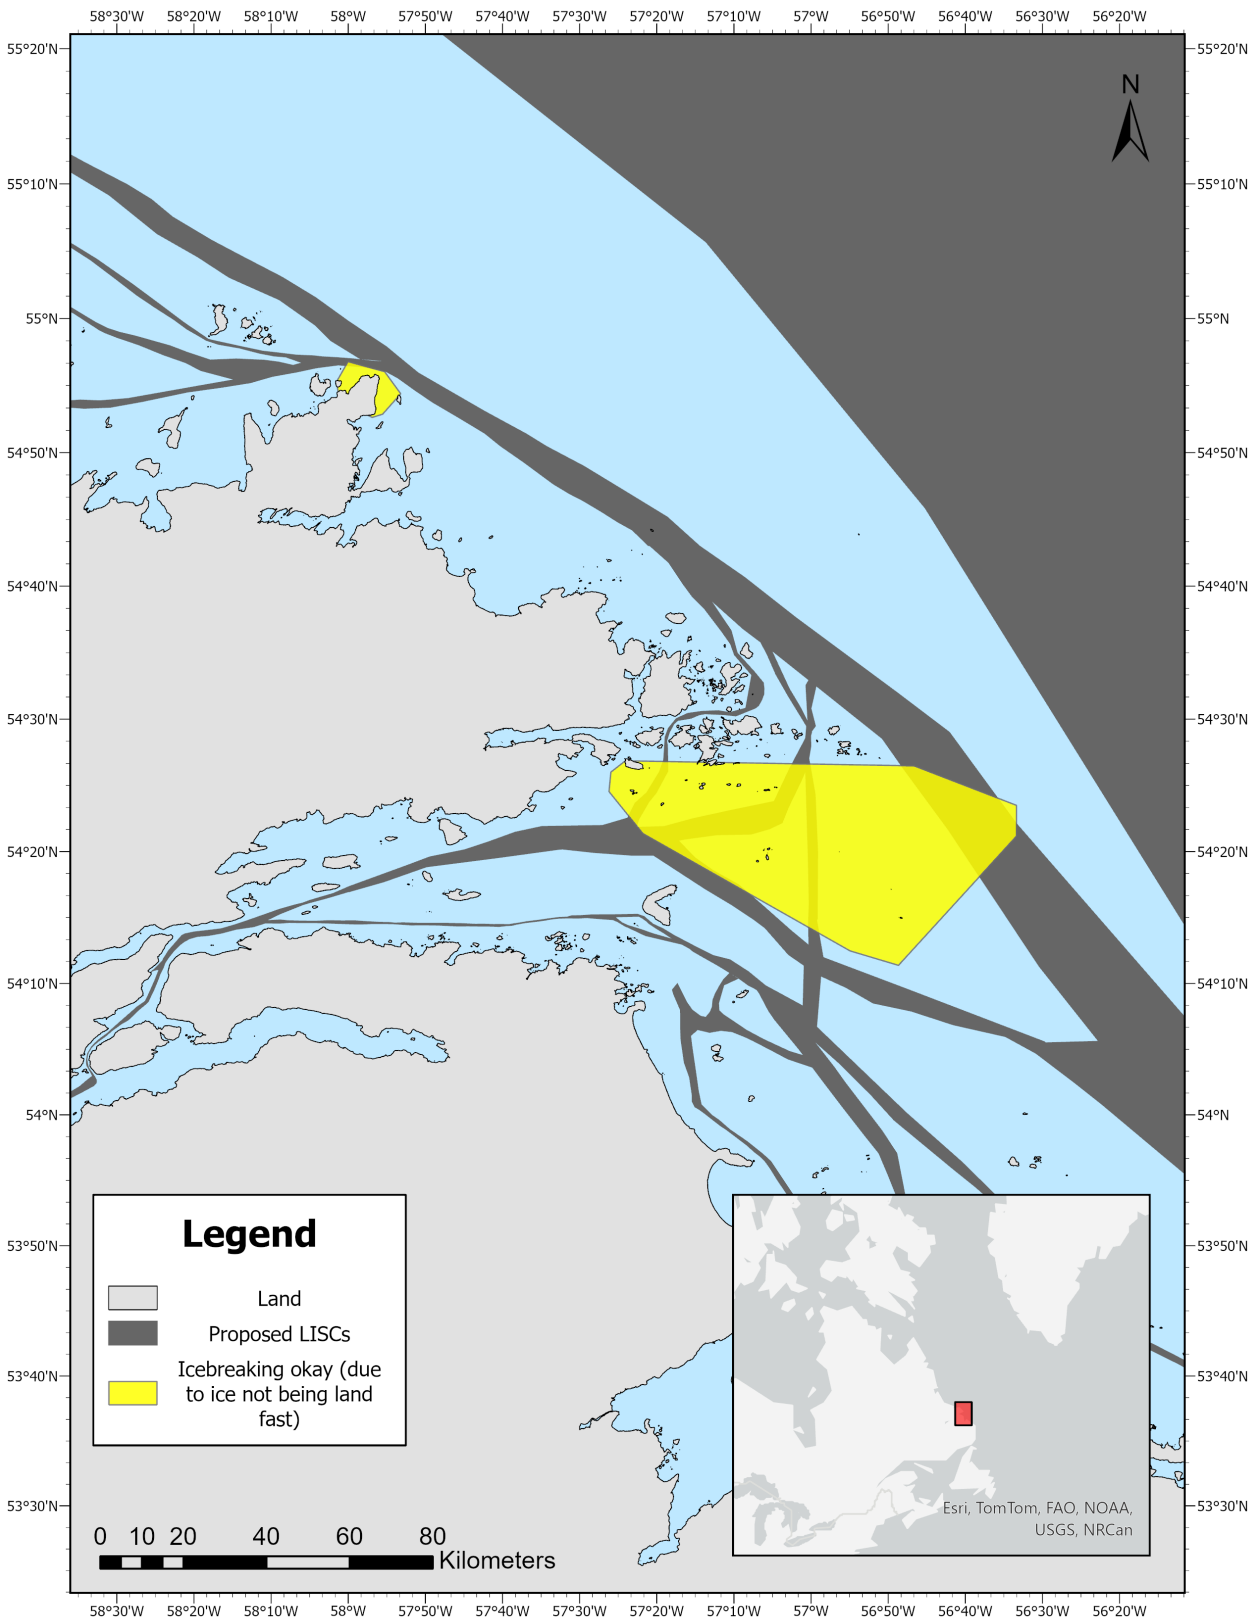 58°30'W 58°20'W 58°10'W 58°W 57°50'W 57°40'W 57°30'W 57°20'W 57°10'W 57°W 56°50'W 56°40'W 56°30'W 56°20'W
55°20'N 55°20'N
N
55°10'N 55°10'N
55°N 55°N
54°50'N 54°50'N
54°40'N 54°40'N
54°30'N 54°30'N
54°20'N 54°20'N
54°10'N 54°10'N
54°N 54°N
53°50'N 53°50'N
53°40'N 53°40'N
53°30'N 53°30'N
Legend
Land
Proposed LISCs
Icebreaking okay (due
to ice not being land
fast)
Esri, TomTom, FAO, NOAA,
USGS, NRCan
0 10 20 40 60 80
Kilometers
58°30'W 58°20'W 58°10'W 58°W 57°50'W 57°40'W 57°30'W 57°20'W 57°10'W 57°W 56°50'W 56°40'W 56°30'W 56°20'W